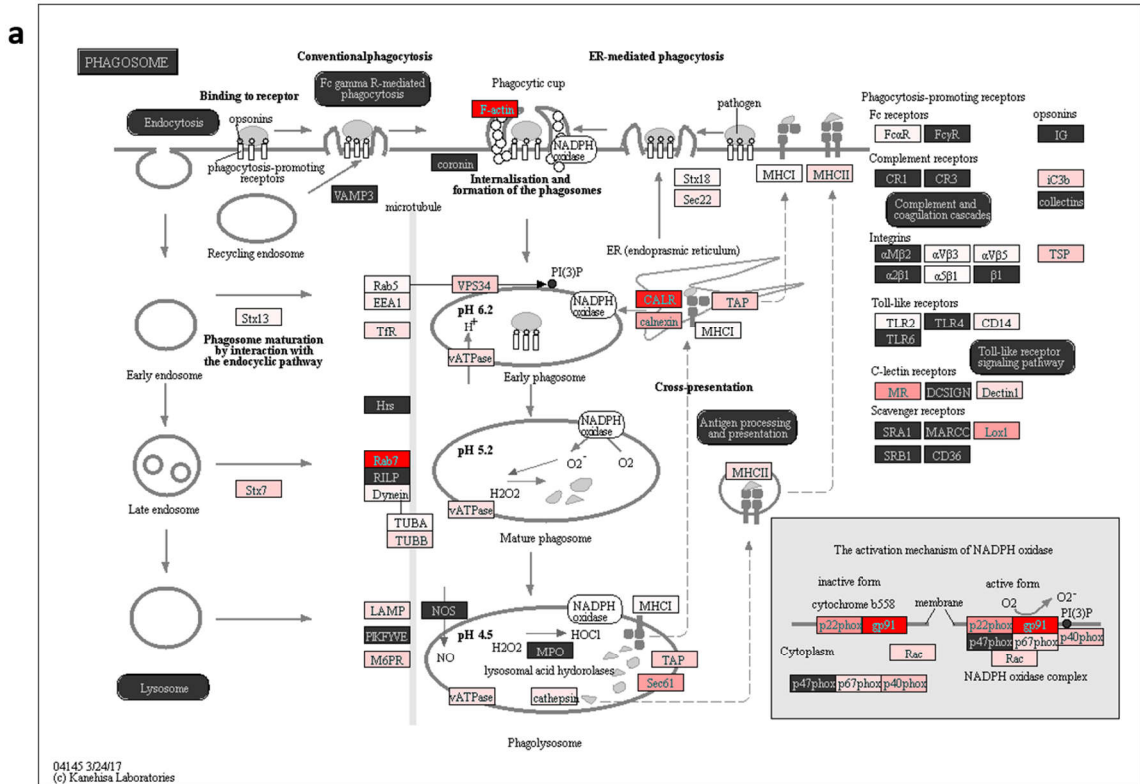 a
PHAGOSOME
Conventionalphagocytosis
ER-mediated phagocytosis
Fc gamma R-mediated
phagocytosis
Phagocytic cup
Binding to receptor
Endocytosis
opsonins
F-actin
pathogen
NADPH
oxidase
phagocytosis-promoting
receptors
coronin
Internalisation and
formation of the phagosomes
VAMP3
microtubule
Stx18
Sec22
MHCI
MHCII
Recycling endosome
ER (endoprasmic reticulum)
Rab5
EEA1
VPS34
PI(3)P
Stx13
TfR
pH 6.2
H+
NADPH
oxidase
CALR
calnexin
TAP
MHCI
Phagosome maturation
by interaction with
the endocyclic pathway
vATPase
Early endosome
Early phagosome
Cross-presentation
Hrs
Antigen processing
and presentation
NADPH
oxidase
pH 5.2
O2-
O2
Rab7
RILP
Dynein
Stx7
H2O2
MHCII
vATPase
Late endosome
TUBA
TUBB
Mature phagosome
LAMP
NOS
NADPH
oxidase
MHCI
PIKFYVE
pH 4.5
HOCl
H2O2
MPO
M6PR
NO
lysosomal acid hydorolases
TAP
Sec61
Lysosome
vATPase
cathepsin
Phagolysosome
Phagocytosis-promoting receptors
opsonins
Fc receptors
FcαR
FcγR
IG
Complement receptors
CR1
CR3
iC3b
Complement and
coagulation cascades
collectins
Integrins
αMβ2
αVβ3
αVβ5
TSP
α2β1
α5β1
β1
Toll-like receptors
TLR2
TLR4
CD14
TLR6
Toll-like receptor
signaling pathway
C-lectin receptors
MR
DCSIGN
Dectin1
Scavenger receptors
SRA1
MARCO
Lox1
SRB1
CD36
The activation mechanism of NADPH oxidase
inactive form
active form
O2
O2-
cytochrome b558
membrane
PI(3)P
p22phox
gp91
p22phox
gp91
p47phox
p67phox
p40phox
Cytoplasm
Rac
Rac
p47phox
p67phox
p40phox
NADPH oxidase complex
04145 3/24/17
(c) Kanehisa Laboratories